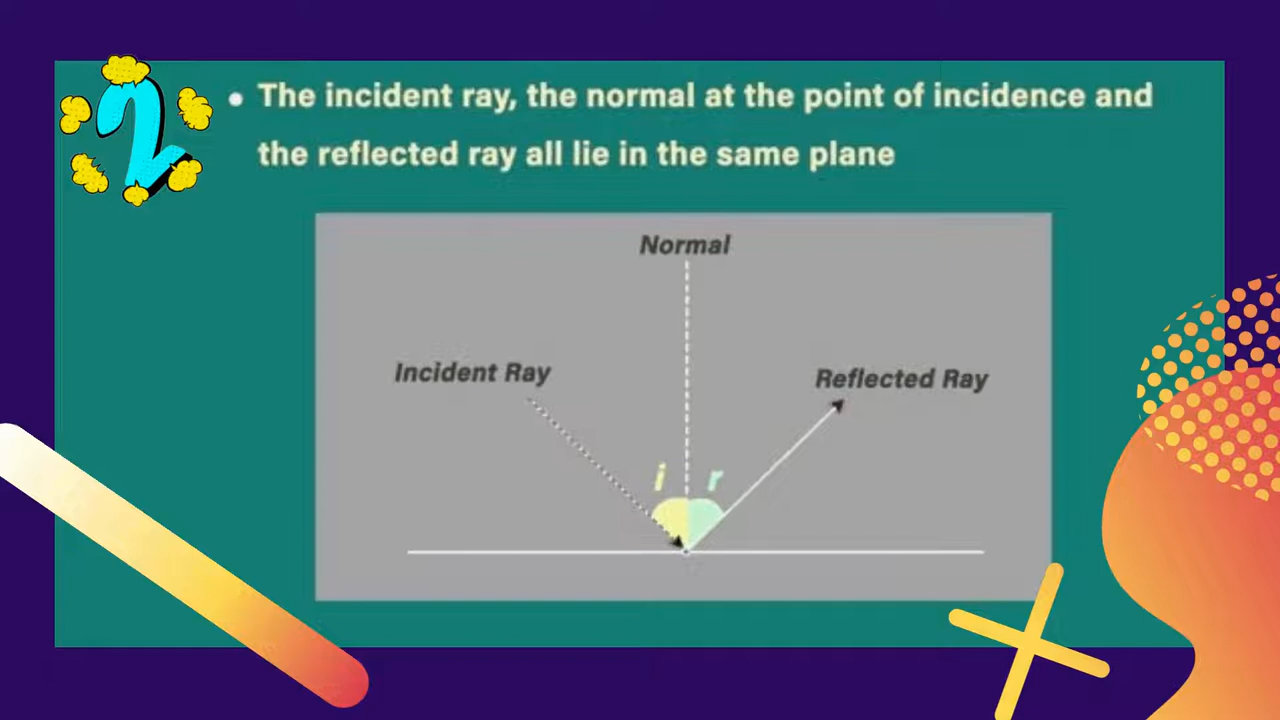 2
• The incident ray, the normal at the point of incidence and
the reflected ray all lie in the same plane
Normal
Incident Ray
Reflected Ray
i
r